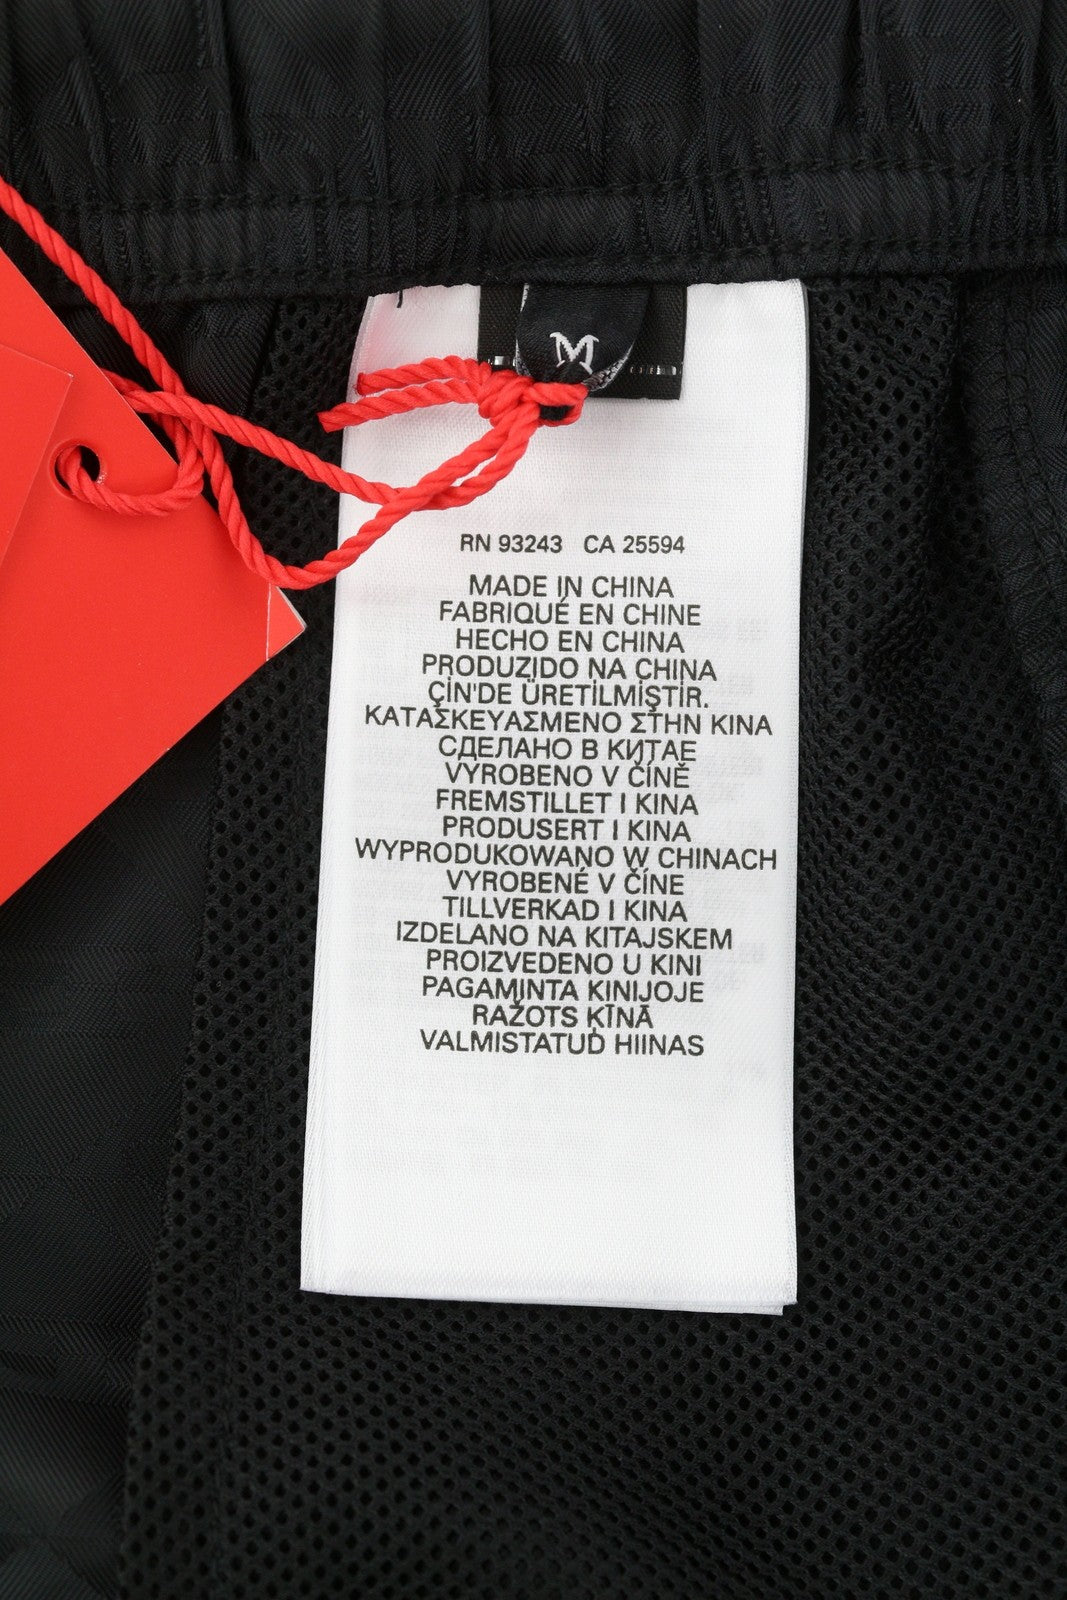 M
RN 93243 CA 25594
MADE IN CHINA
FABRIQUÉ EN CHINE
HECHO EN CHINA
PRODUZIDO NA CHINA
ÇİN'DE ÜRETİLMİŞTİR.
ΚΑΤΑΣΚΕΥΑΣΜΕΝΟ ΣΤΗΝ ΚΙΝΑ
СДЕЛАНО В КИТАЕ
VYROBENO V ČÍNĚ
FREMSTILLET I KINA
PRODUSERT I KINA
WYPRODUKOWANO W CHINACH
VYROBENÉ V ČÍNE
TILLVERKAD I KINA
IZDELANO NA KITAJSKEM
PROIZVEDENO U KINI
PAGAMINTA KINIJOJE
RAŽOTS ĶĪNĀ
VALMISTATUD HIINAS